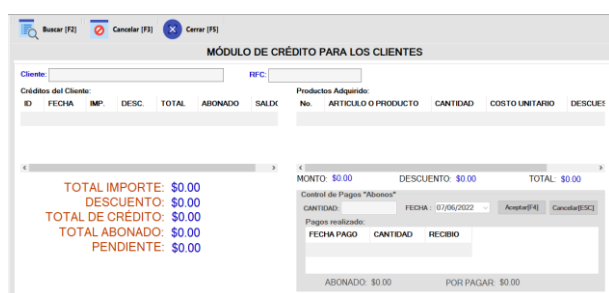 Buscar [F2] Cancelar [F3] Cerrar [F5]
MÓDULO DE CRÉDITO PARA LOS CLIENTES
Cliente: RFC:
Créditos del Cliente:
ID FECHA IMP. DESC. TOTAL ABONADO SALDO
Productos Adquirido:
No. ARTICULO O PRODUCTO CANTIDAD COSTO UNITARIO DESCUES
MONTO: $0.00 DESCUENTO: $0.00 TOTAL: $0.00
TOTAL IMPORTE: $0.00
DESCUENTO: $0.00
TOTAL DE CRÉDITO: $0.00
TOTAL ABONADO: $0.00
PENDIENTE: $0.00
Control de Pagos "Abonos"
CANTIDAD: FECHA : 07/06/2022 Aceptar[F4] Cancelar[ESC]
Pagos realizado:
FECHA PAGO CANTIDAD RECIBIO
ABONADO: $0.00 POR PAGAR: $0.00